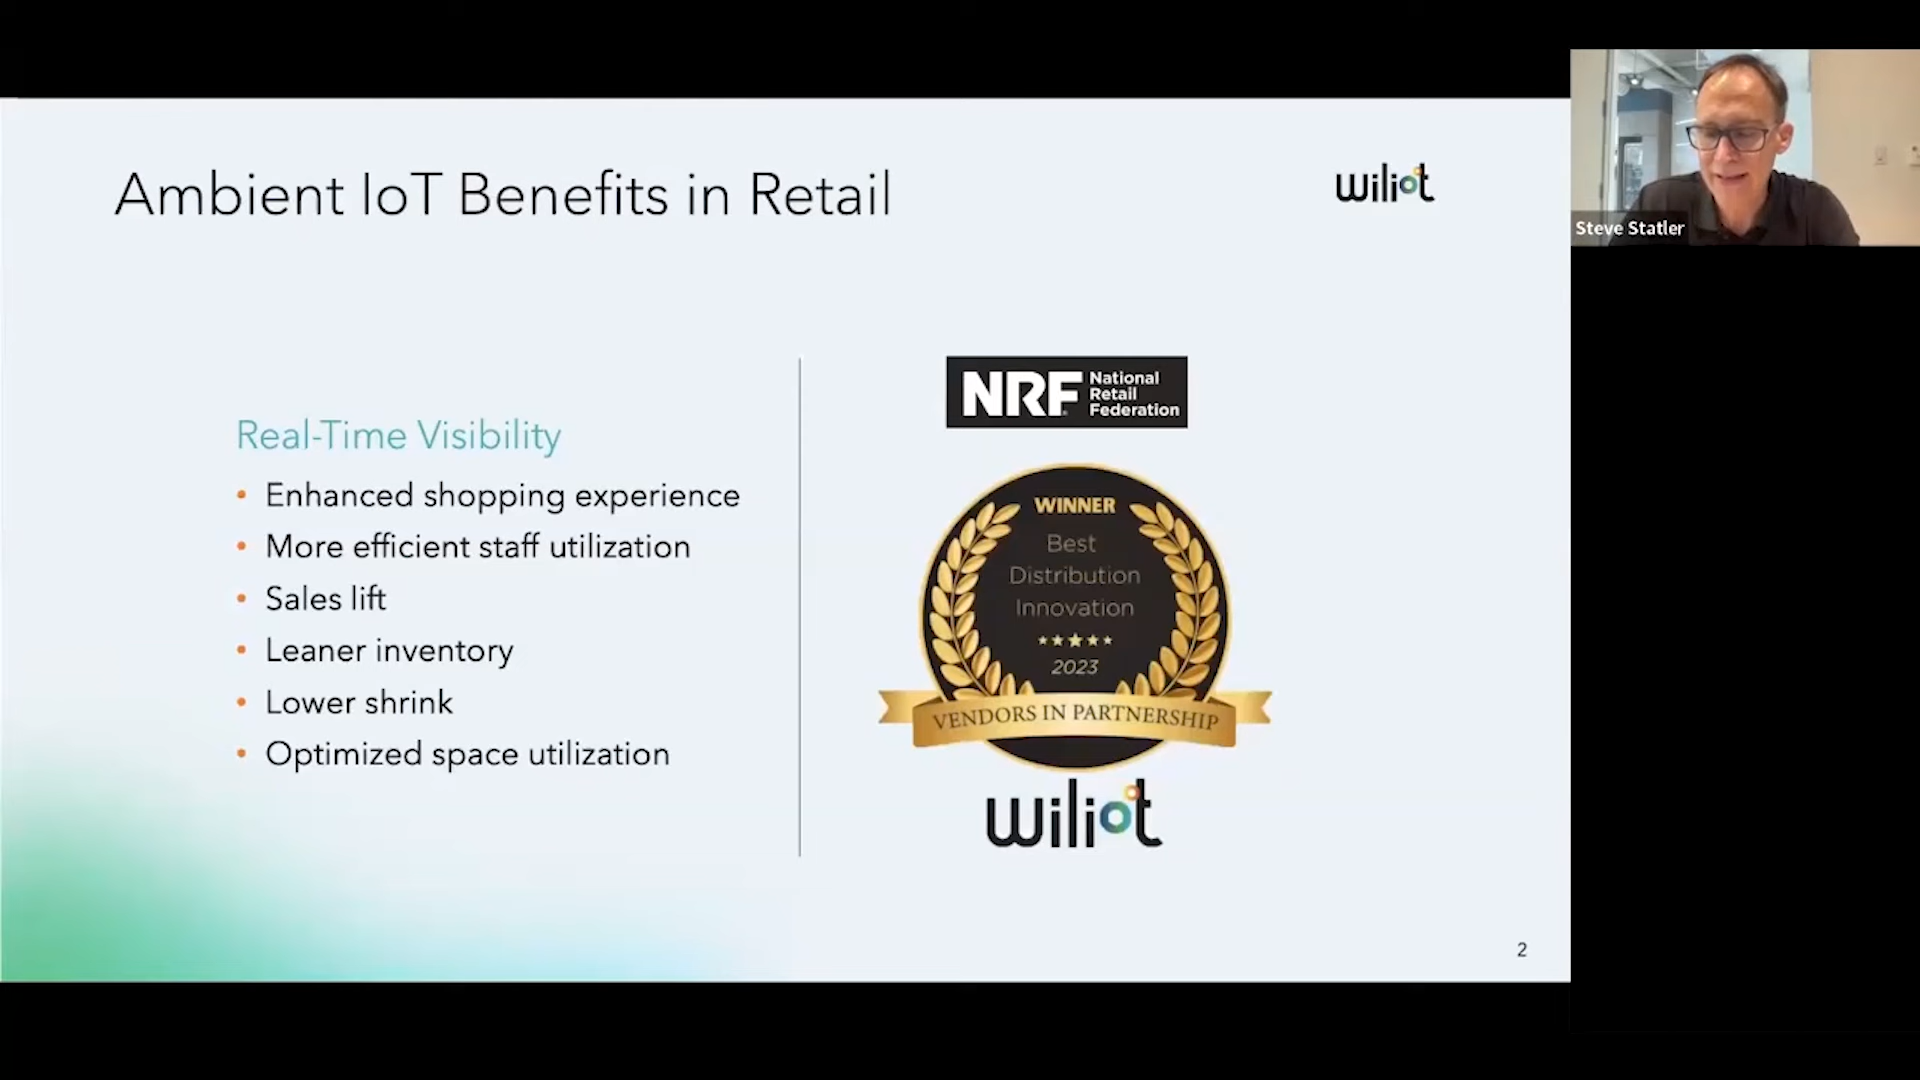 Ambient IoT Benefits in Retail
wiliot
Steve Statler
Real-Time Visibility
• Enhanced shopping experience
• More efficient staff utilization
• Sales lift
• Leaner inventory
• Lower shrink
• Optimized space utilization
NRF National
Retail
Federation
WINNER
Best
Distribution
Innovation
2023
VENDORS IN PARTNERSHIP
wiliot
2